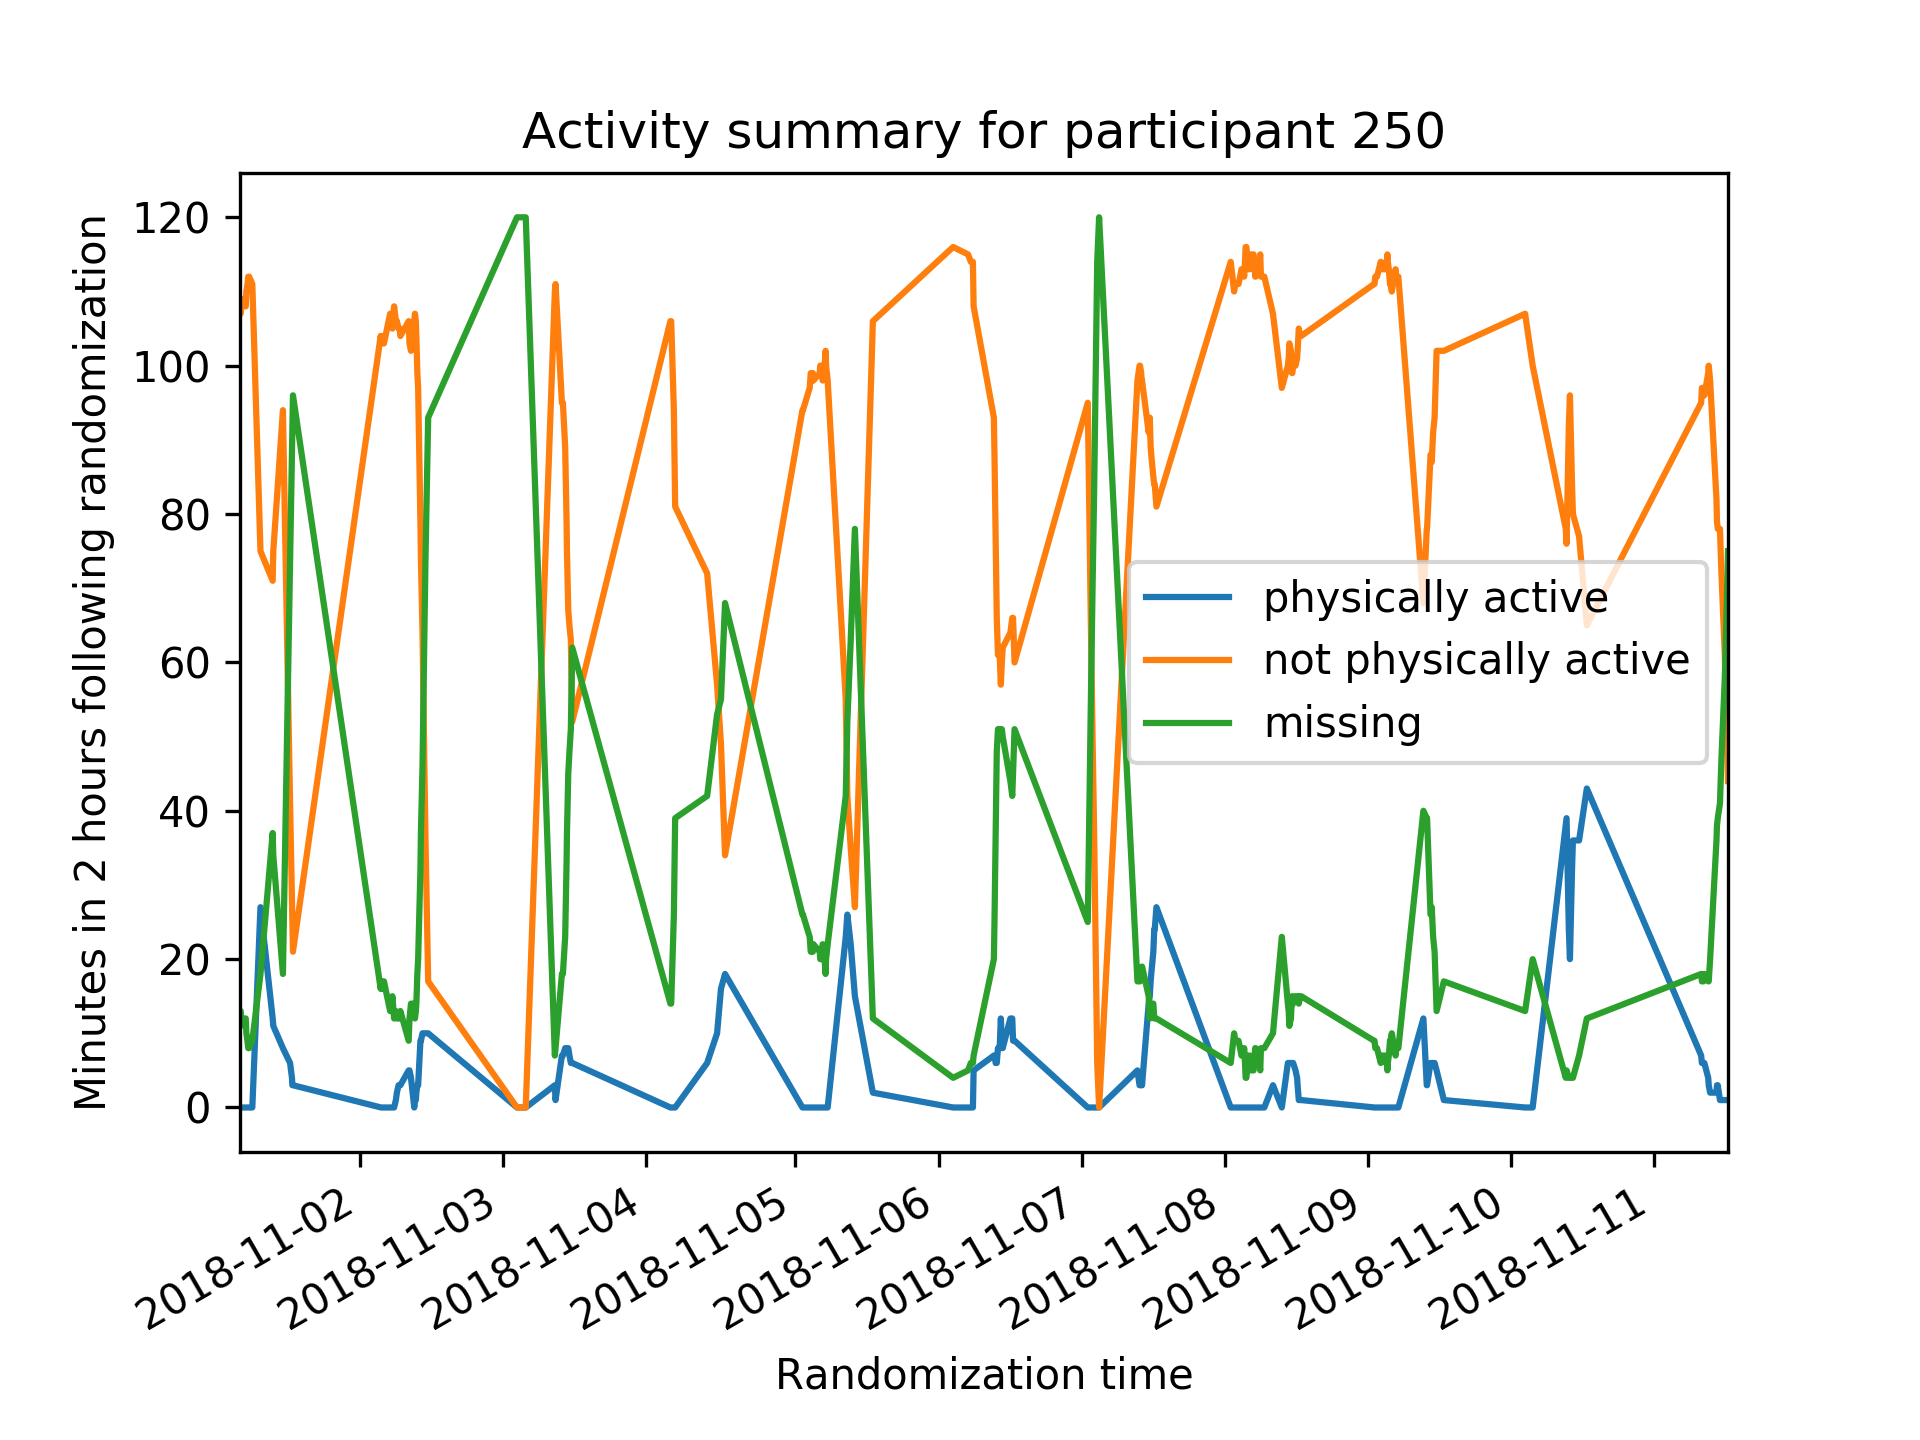 Activity summary for participant 250
Minutes in 2 hours following randomization
120
100
80
60
40
20
0
physically active
not physically active
missing
2018-11-02
2018-11-03
2018-11-04
2018-11-05
2018-11-06
2018-11-07
2018-11-08
2018-11-09
2018-11-10
2018-11-11
Randomization time